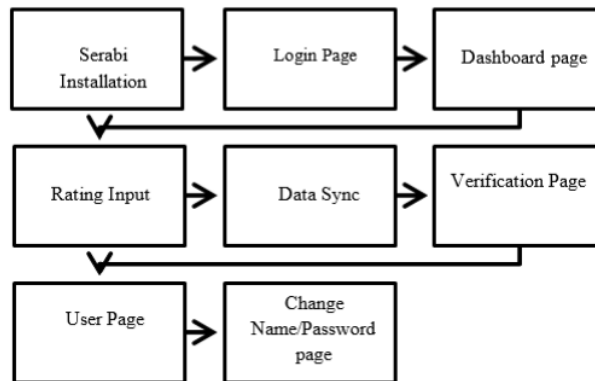 Serabi
Installation
Login Page
Dashboard page
Rating Input
Data Sync
Verification Page
User Page
Change
Name/Password
page